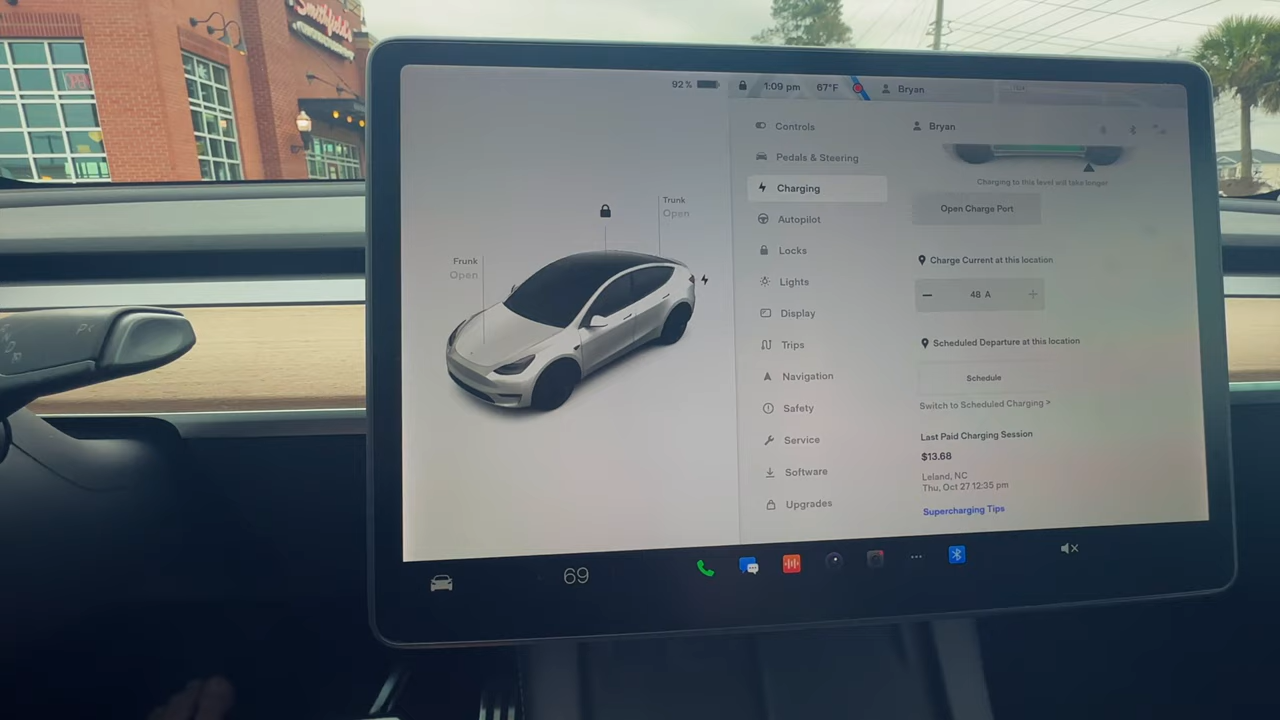 Smithfield's
92%
1:09 pm
67°F
Bryan
Controls
Pedals & Steering
Charging
Autopilot
Locks
Lights
Display
Trips
Navigation
Safety
Service
Software
Upgrades
Trunk
Open
Frunk
Open
Bryan
Charging to this level will take longer
Open Charge Port
Charge Current at this location
− 48 A +
Scheduled Departure at this location
Schedule
Switch to Scheduled Charging >
Last Paid Charging Session
$13.68
Leland, NC
Thu, Oct 27 12:35 pm
Supercharging Tips
69